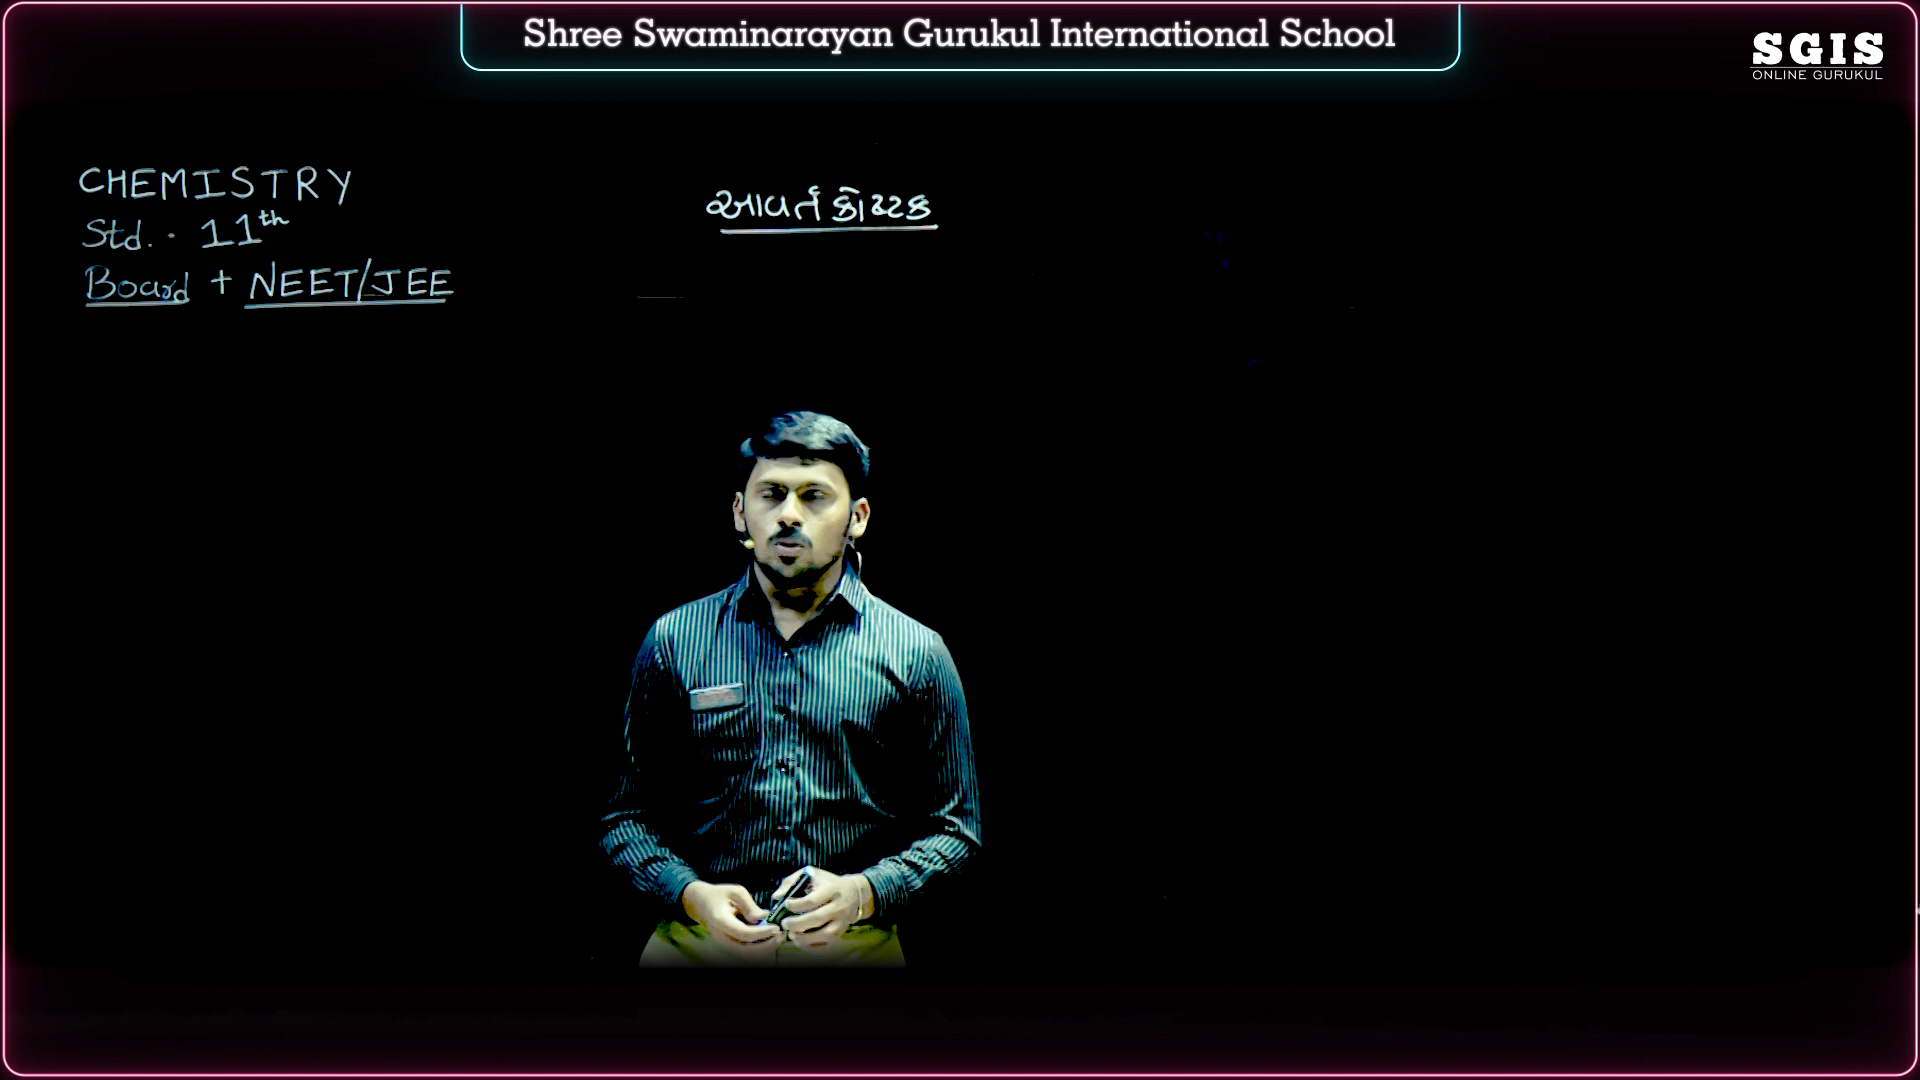 Shree Swaminarayan Gurukul International School
SGIS
ONLINE GURUKUL
CHEMISTRY
Std. · 11th
Board + NEET/JEE
આવર્ત કોષ્ટક